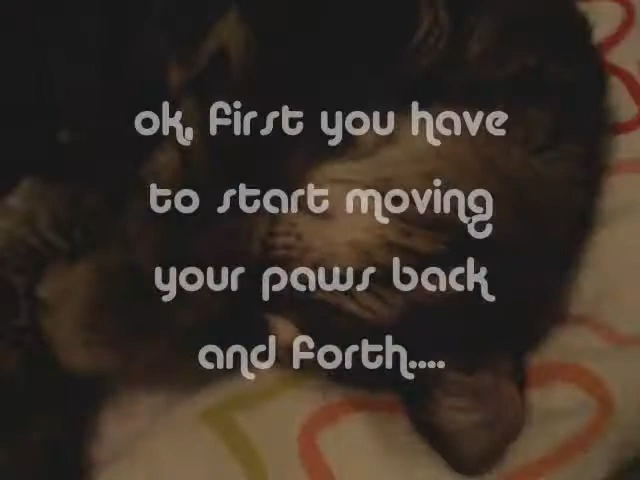 ok, first you have
to start moving
your paws back
and forth....